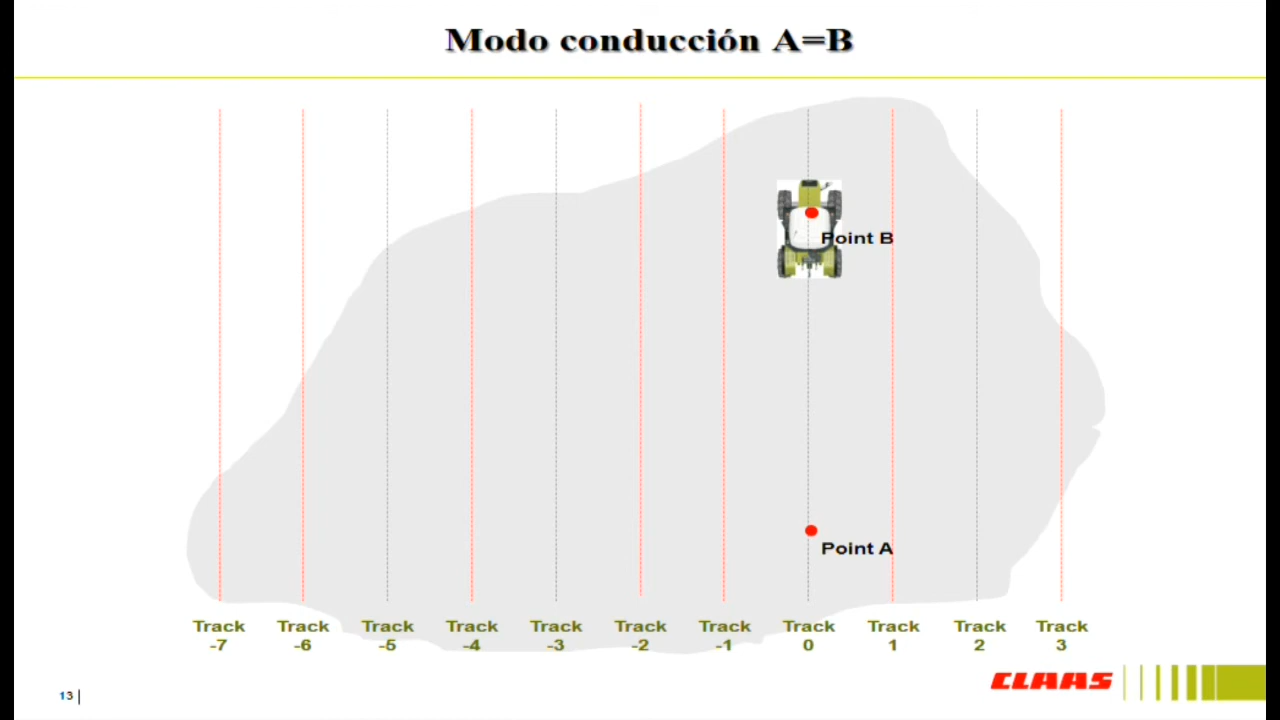 Modo conducción A=B
Point B
Point A
Track Track Track Track Track Track Track Track Track Track Track
-7 -6 -5 -4 -3 -2 -1 0 1 2 3
13
CLAAS